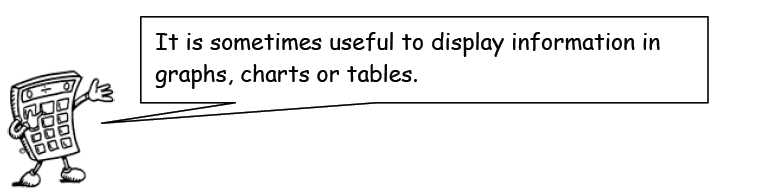 It is sometimes useful to display information in
graphs, charts or tables.